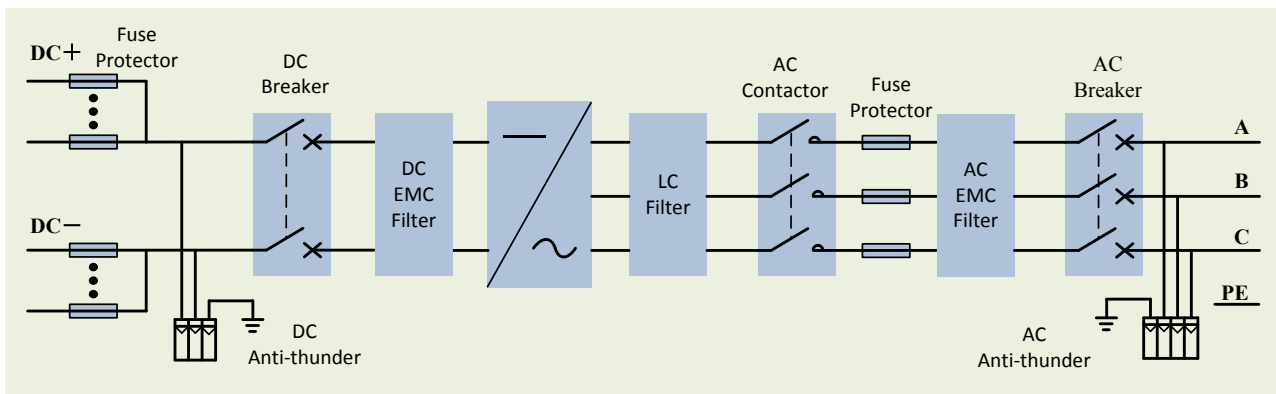 DC+
Fuse
Protector
DC
Breaker
AC
Contactor
Fuse
Protector
AC
Breaker
A
B
C
PE
DC
EMC
Filter
LC
Filter
AC
EMC
Filter
DC−
DC
Anti-thunder
AC
Anti-thunder